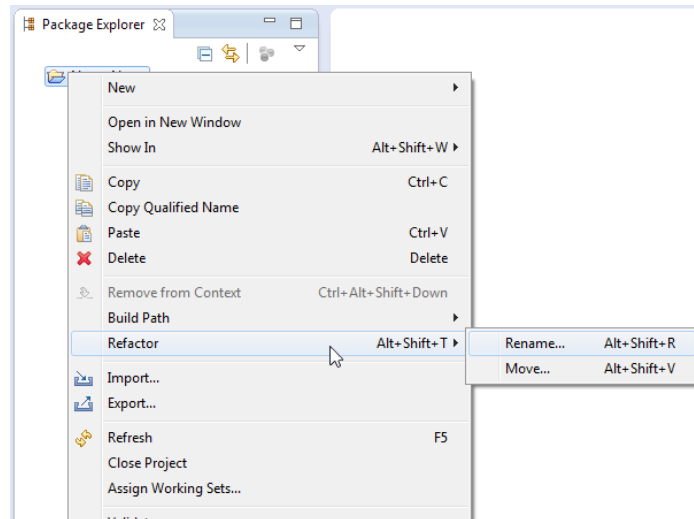 Package Explorer
New
Open in New Window
Show In Alt+Shift+W
Copy Ctrl+C
Copy Qualified Name
Paste Ctrl+V
Delete Delete
Remove from Context Ctrl+Alt+Shift+Down
Build Path
Refactor Alt+Shift+T
Rename... Alt+Shift+R
Move... Alt+Shift+V
Import...
Export...
Refresh F5
Close Project
Assign Working Sets...